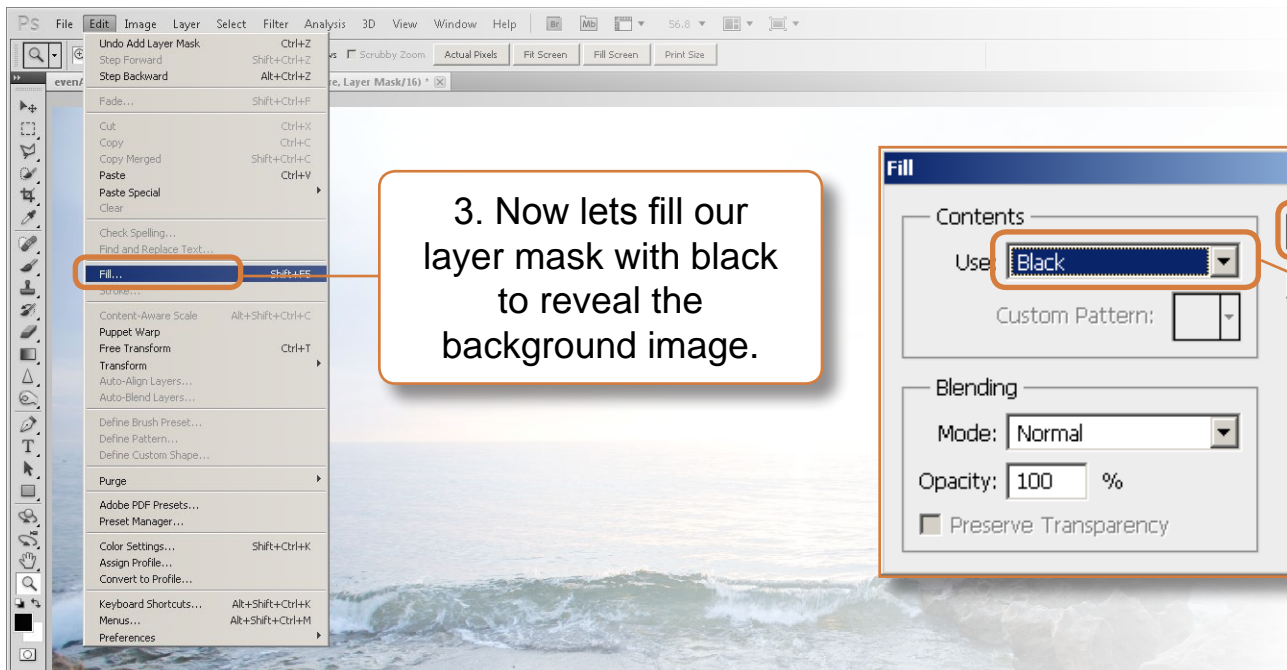 PS File Edit Image Layer Select Filter Analysis 3D View Window Help Br Mb 56.8
Scrubby Zoom Actual Pixels Fit Screen Fill Screen Print Size
re, Layer Mask/16) *
Undo Add Layer Mask Ctrl+Z
Step Forward Shift+Ctrl+Z
Step Backward Alt+Ctrl+Z
Fade... Shift+Ctrl+F
Cut Ctrl+X
Copy Ctrl+C
Copy Merged Shift+Ctrl+C
Paste Ctrl+V
Paste Special
Clear
Check Spelling...
Find and Replace Text...
Fill... Shift+F5
Stroke...
Content-Aware Scale Alt+Shift+Ctrl+C
Puppet Warp
Free Transform Ctrl+T
Transform
Auto-Align Layers...
Auto-Blend Layers...
Define Brush Preset...
Define Pattern...
Define Custom Shape...
Purge
Adobe PDF Presets...
Preset Manager...
Color Settings... Shift+Ctrl+K
Assign Profile...
Convert to Profile...
Keyboard Shortcuts... Alt+Shift+Ctrl+K
Menus... Alt+Shift+Ctrl+M
Preferences
3. Now lets fill our
layer mask with black
to reveal the
background image.
Fill
Contents
Use: Black
Custom Pattern:
Blending
Mode: Normal
Opacity: 100 %
Preserve Transparency